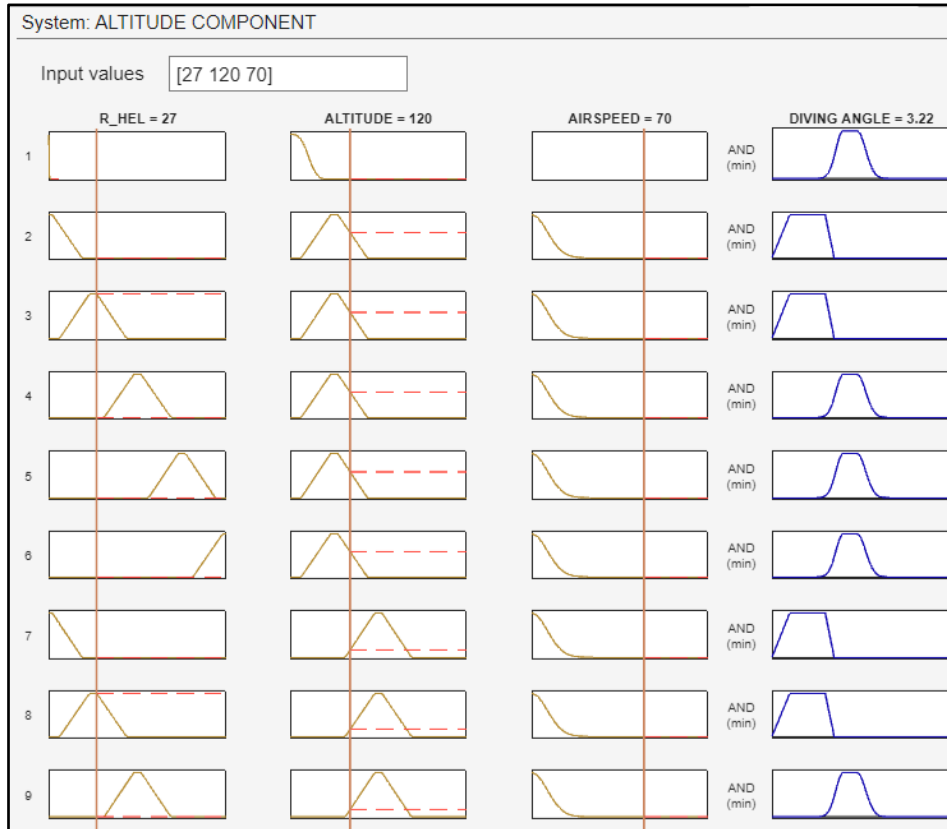 System: ALTITUDE COMPONENT
Input values [27 120 70]
R_HEL = 27 ALTITUDE = 120 AIRSPEED = 70 DIVING ANGLE = 3.22
1 AND
(min)
2 AND
(min)
3 AND
(min)
4 AND
(min)
5 AND
(min)
6 AND
(min)
7 AND
(min)
8 AND
(min)
9 AND
(min)